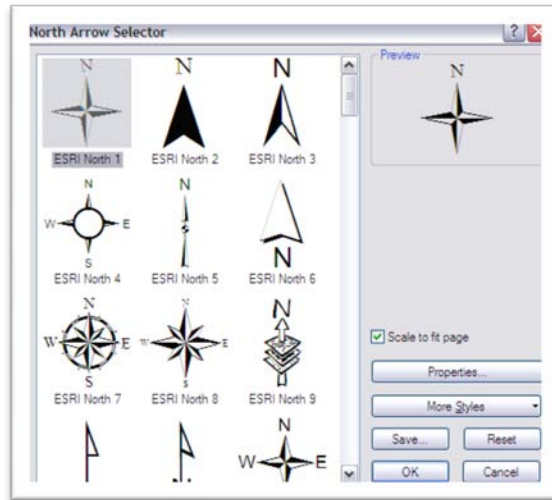 North Arrow Selector
?
Preview
N
N
N
N
ESRI North 1
ESRI North 2
ESRI North 3
N
W
E
S
N
N
ESRI North 4
ESRI North 5
ESRI North 6
N
W
E
S
N
W
E
S
N
ESRI North 7
ESRI North 8
ESRI North 9
N
W
E
Scale to fit page
Properties...
More Styles
Save...
Reset
OK
Cancel